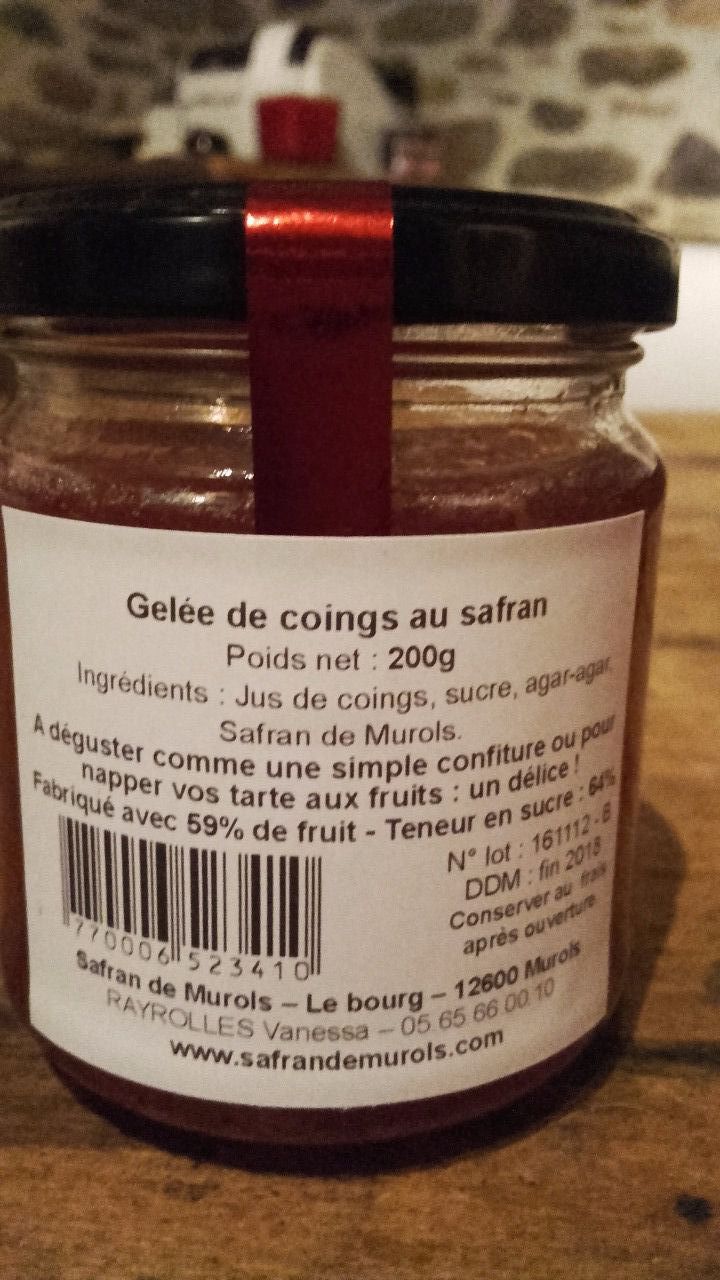 Gelée de coings au safran
Poids net : 200g
Ingrédients : Jus de coings, sucre, agar-agar,
Safran de Murols.
A déguster comme une simple confiture ou pour
napper vos tarte aux fruits : un délice !
Fabriqué avec 59% de fruit - Teneur en sucre : 64%
N° lot : 161112 - B
DDM : fin 2018
Conserver au frais
après ouverture
770006 523410
Safran de Murols – Le bourg – 12600 Murols
RAYROLLES Vanessa – 05 65 66 00 10
www.safrandemurols.com